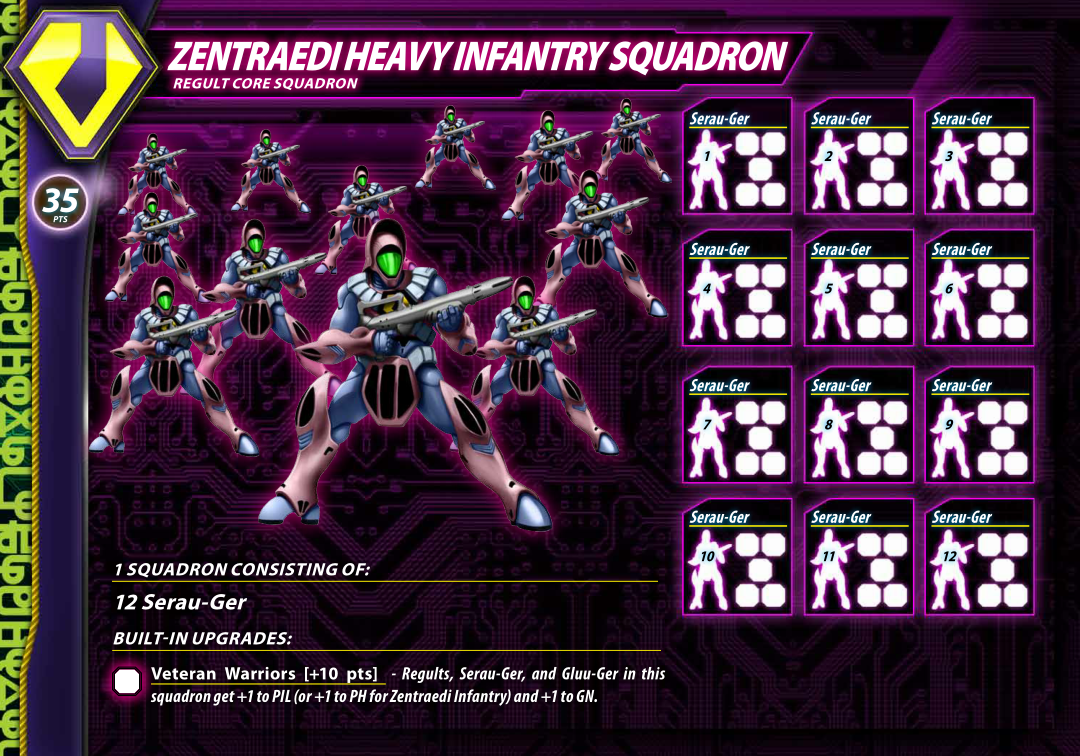 ZENTRAEDI HEAVY INFANTRY SQUADRON
REGULT CORE SQUADRON
35
PTS
Serau-Ger
1
Serau-Ger
2
Serau-Ger
3
Serau-Ger
4
Serau-Ger
5
Serau-Ger
6
Serau-Ger
7
Serau-Ger
8
Serau-Ger
9
Serau-Ger
10
Serau-Ger
11
Serau-Ger
12
1 SQUADRON CONSISTING OF:
12 Serau-Ger
BUILT-IN UPGRADES:
Veteran Warriors [+10 pts] - Regults, Serau-Ger, and Gluu-Ger in this
squadron get +1 to PIL (or +1 to PH for Zentraedi Infantry) and +1 to GN.